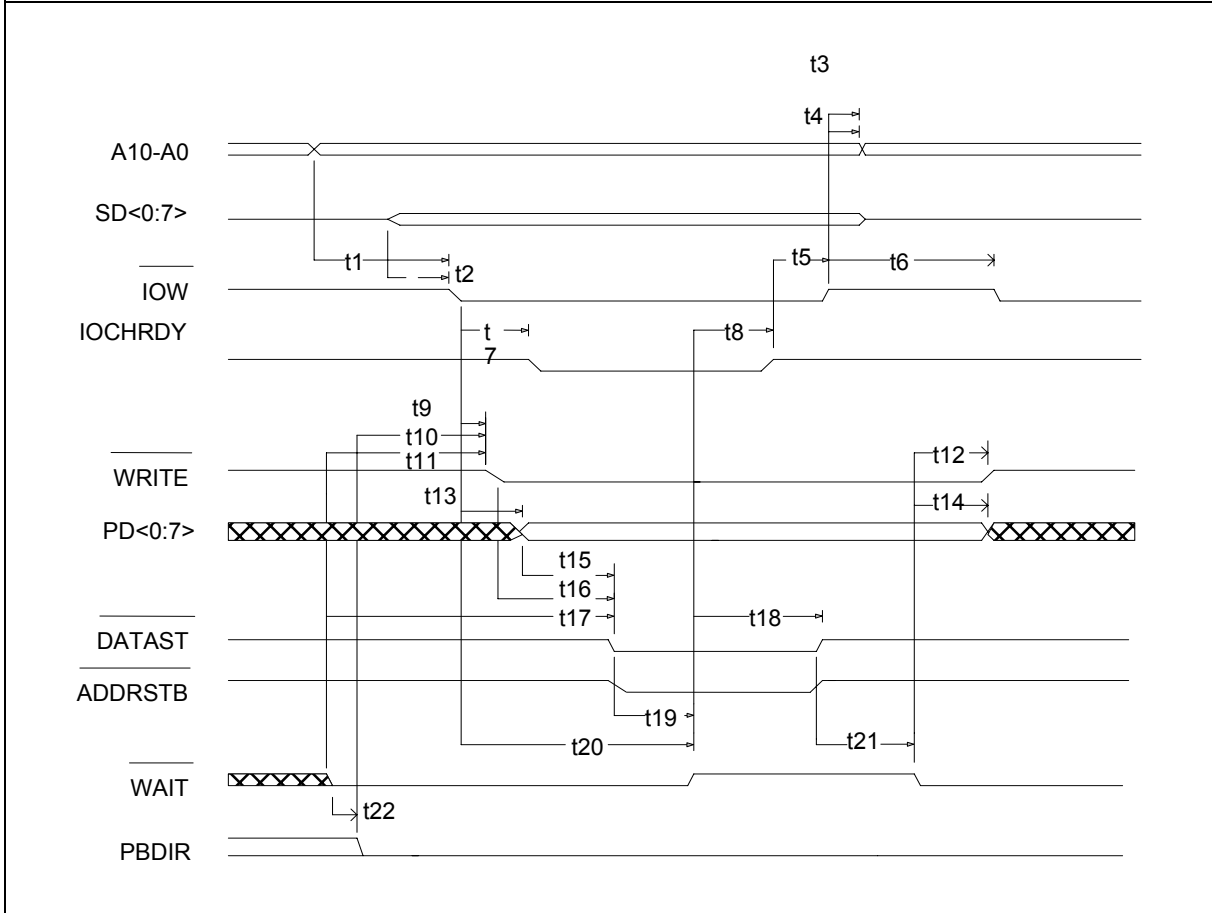 t3
t4
A10-A0
SD<0:7>
t1
t2
t5
t6
IOW
IOCHRDY
t
7
t8
t9
t10
t11
t12
WRITE
t13
t14
PD<0:7>
t15
t16
t17
t18
DATAST
ADDRSTB
t19
t20
t21
WAIT
t22
PBDIR